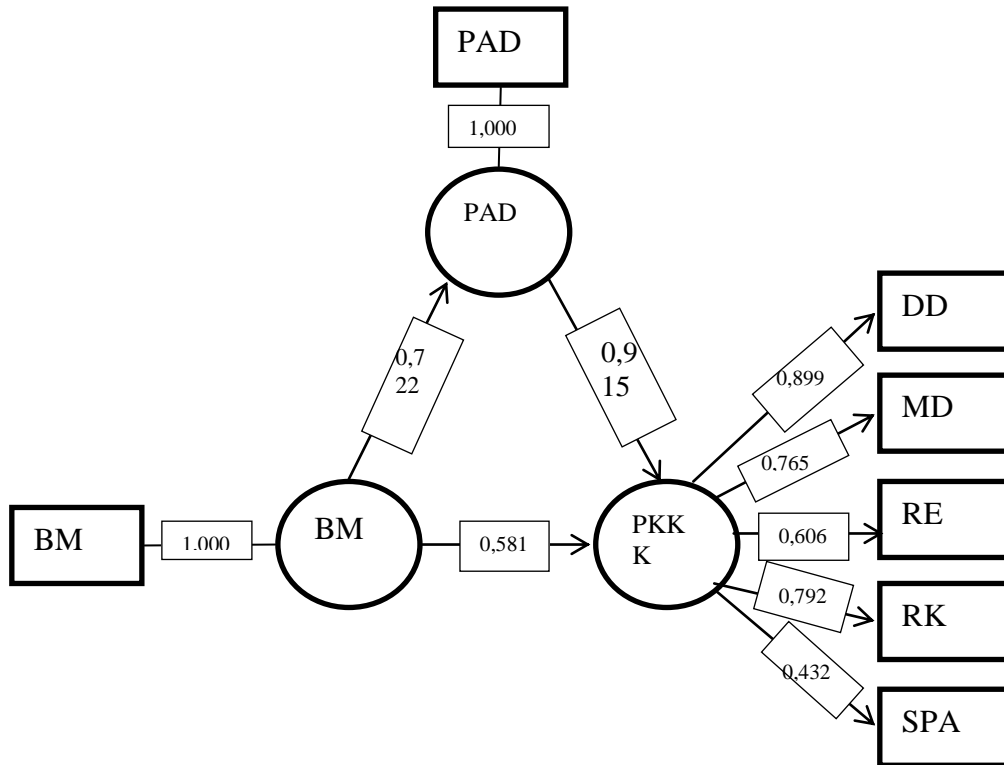 PAD
1,000
PAD
DD
0,7
22
0,9
15
0,899
MD
0,765
BM
1,000
BM
0,581
PKK
K
0,606
RE
0,792
RK
0,432
SPA